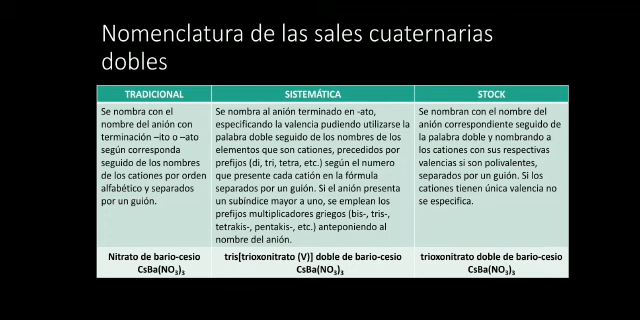 Nomenclatura de las sales cuaternarias
dobles
TRADICIONAL
SISTEMÁTICA
STOCK
Se nombra con el
nombre del anión con
terminación –ito o –ato
según corresponda
seguido de los nombres
de los cationes por orden
alfabético y separados
por un guión.
Se nombra al anión terminado en -ato,
especificando la valencia pudiendo utilizarse la
palabra doble seguido de los nombres de los
elementos que son cationes, precedidos por
prefijos (di, tri, tetra, etc.) según el numero
que presente cada catión en la fórmula
separados por un guión. Si el anión presenta
un subíndice mayor a uno, se emplean los
prefijos multiplicadores griegos (bis-, tris-,
tetrakis-, pentakis-, etc.) anteponiendo al
nombre del anión.
Se nombran con el nombre del
anión correspondiente seguido de
la palabra doble y nombrando a
los cationes con sus respectivas
valencias si son polivalentes,
separados por un guión. Si los
cationes tienen única valencia no
se especifica.
Nitrato de bario-cesio
CsBa(NO₃)₃
tris[trioxonitrato (V)] doble de bario-cesio
CsBa(NO₃)₃
trioxonitrato doble de bario-cesio
CsBa(NO₃)₃